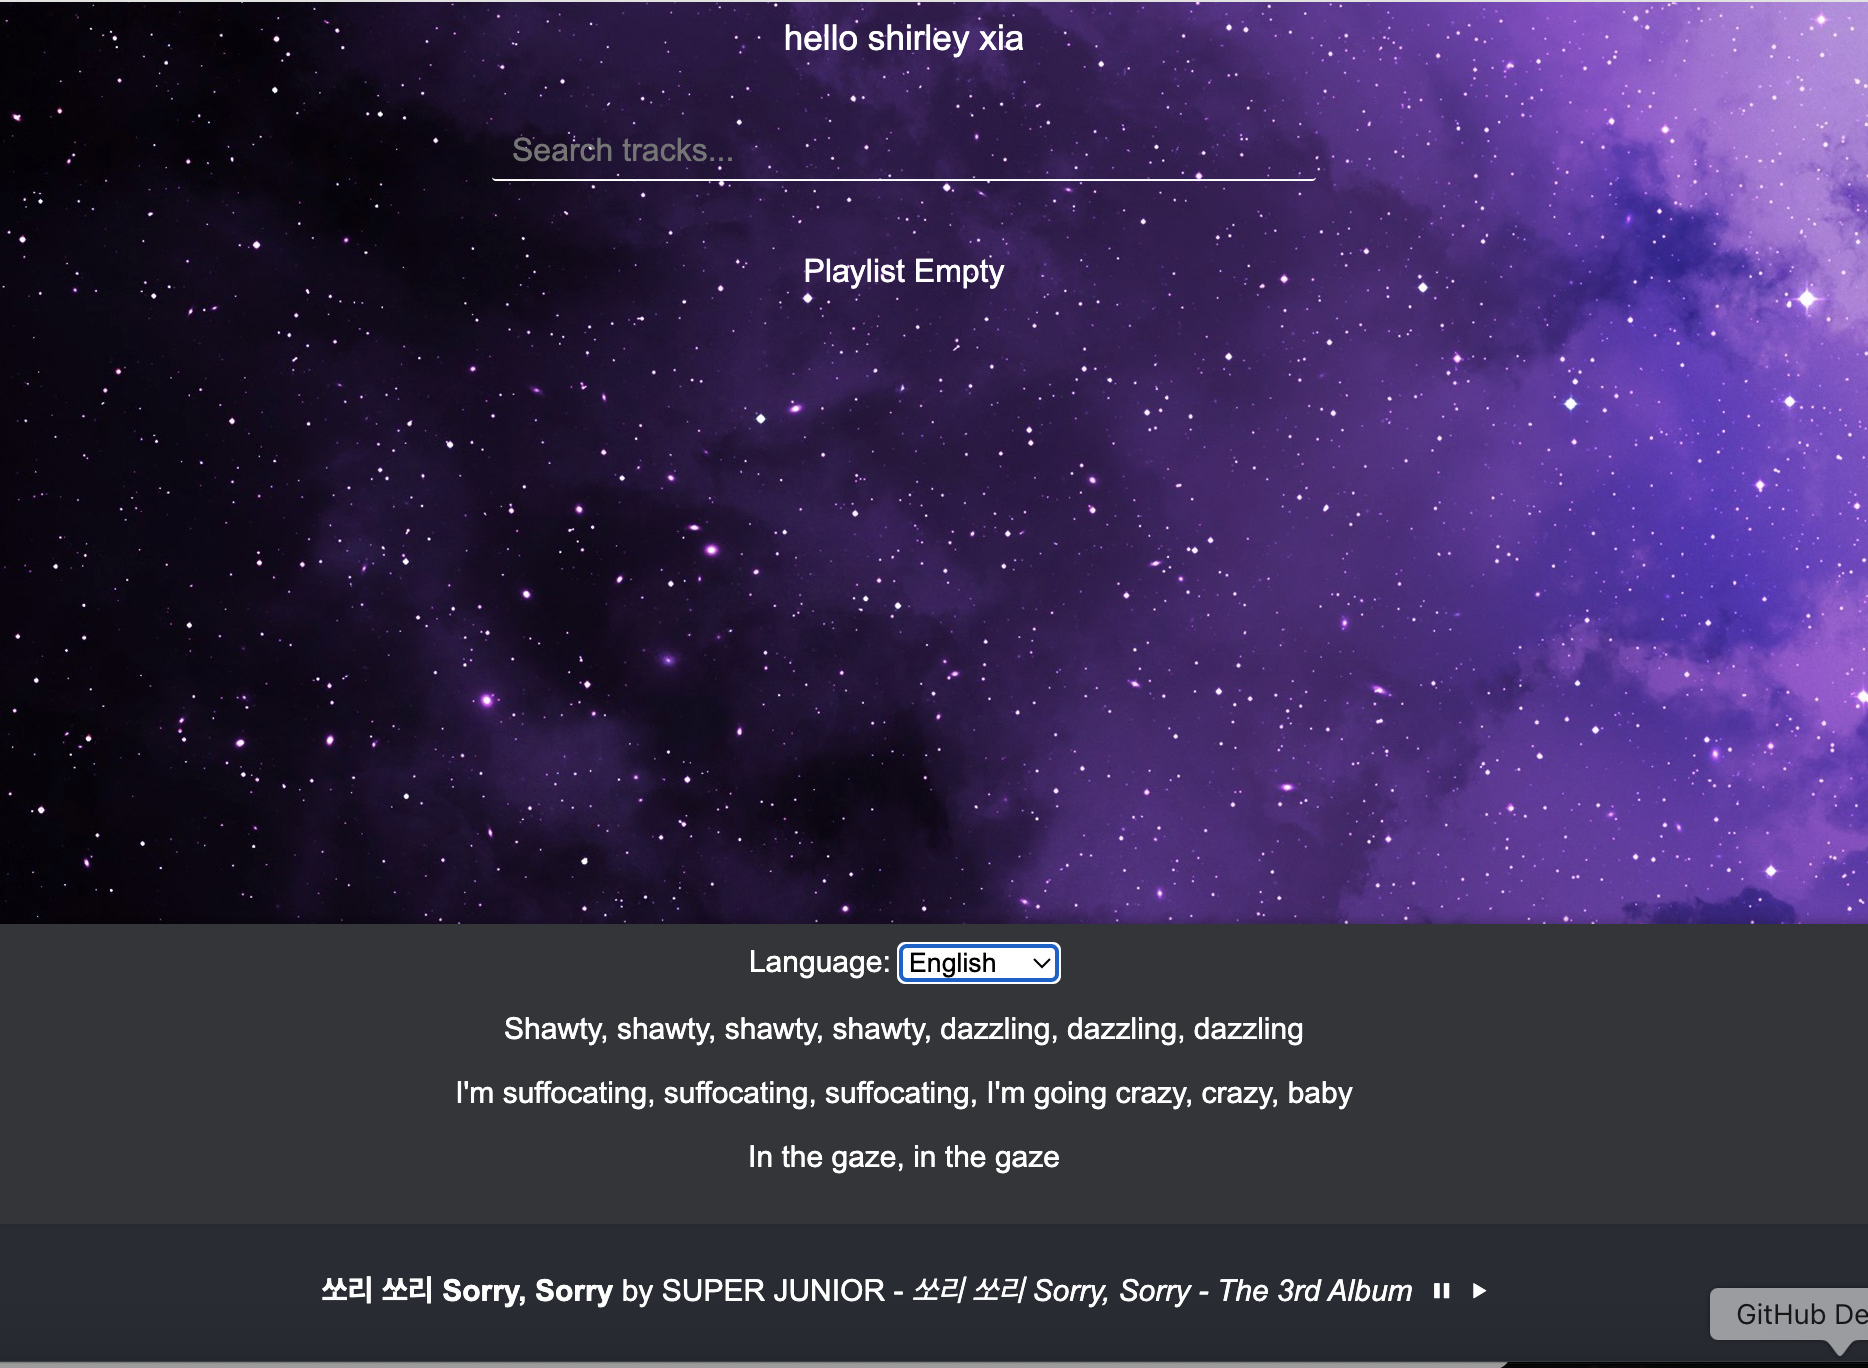 hello shirley xia
Search tracks...
Playlist Empty
Language: English
Shawty, shawty, shawty, shawty, dazzling, dazzling, dazzling
I'm suffocating, suffocating, suffocating, I'm going crazy, crazy, baby
In the gaze, in the gaze
쏘리 쏘리 Sorry, Sorry by SUPER JUNIOR - 쏘리 쏘리 Sorry, Sorry - The 3rd Album
GitHub De